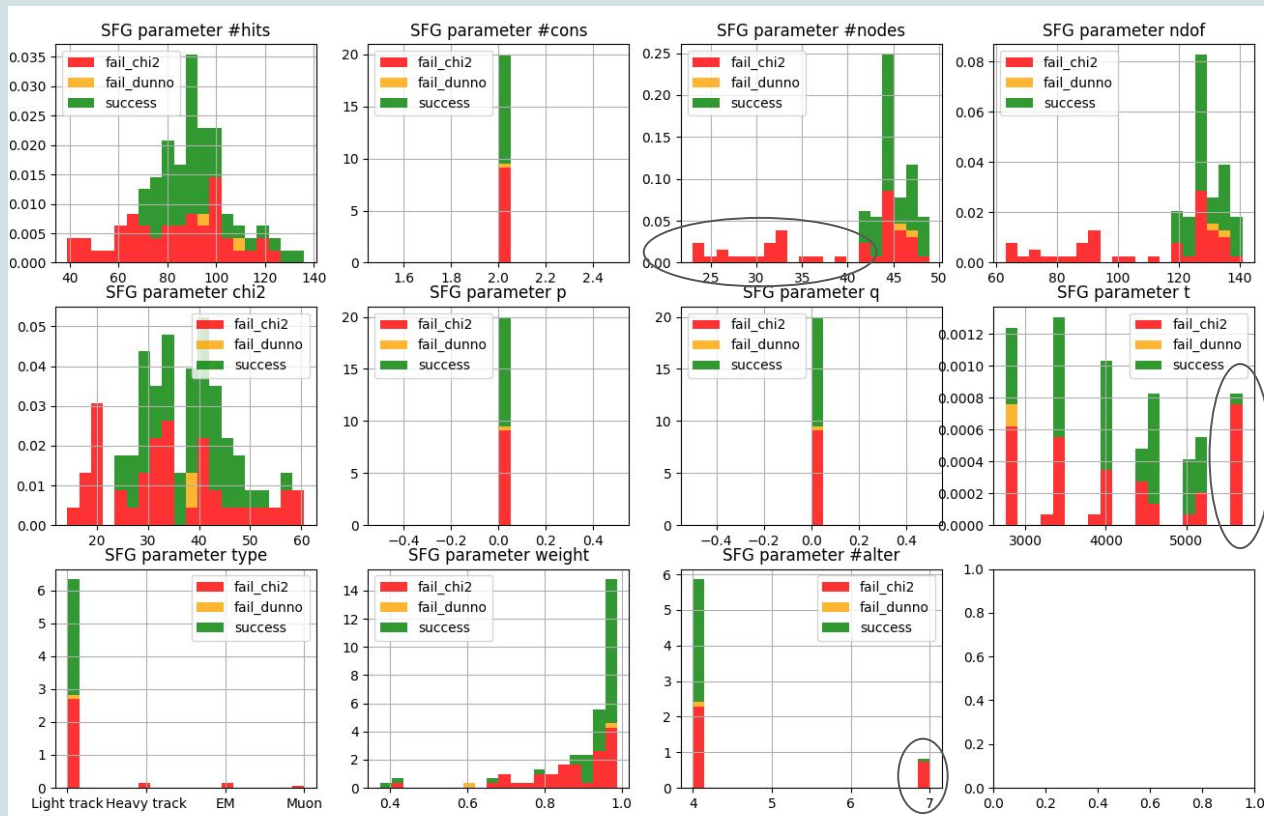 SFG parameter #hits
SFG parameter #cons
SFG parameter #nodes
SFG parameter ndof
0.035
0.030
0.025
0.020
0.015
0.010
0.005
0.000
fail_chi2
fail_dunno
success
40
60
80
100
120
140
20
15
10
5
0
fail_chi2
fail_dunno
success
1.6
1.8
2.0
2.2
2.4
0.25
0.20
0.15
0.10
0.05
0.00
fail_chi2
fail_dunno
success
25
30
35
40
45
50
0.08
0.06
0.04
0.02
0.00
fail_chi2
fail_dunno
success
60
80
100
120
140
SFG parameter chi2
SFG parameter p
SFG parameter q
SFG parameter t
0.05
0.04
0.03
0.02
0.01
0.00
fail_chi2
fail_dunno
success
20
30
40
50
60
20
15
10
5
0
fail_chi2
fail_dunno
success
−0.4
−0.2
0.0
0.2
0.4
20
15
10
5
0
fail_chi2
fail_dunno
success
−0.4
−0.2
0.0
0.2
0.4
0.0012
0.0010
0.0008
0.0006
0.0004
0.0002
0.0000
fail_chi2
fail_dunno
success
3000
4000
5000
SFG parameter type
SFG parameter weight
SFG parameter #alter
6
5
4
3
2
1
0
fail_chi2
fail_dunno
success
Light track
Heavy track
EM
Muon
14
12
10
8
6
4
2
0
fail_chi2
fail_dunno
success
0.4
0.6
0.8
1.0
6
5
4
3
2
1
0
fail_chi2
fail_dunno
success
4
5
6
7
1.0
0.8
0.6
0.4
0.2
0.0
0.0
0.2
0.4
0.6
0.8
1.0